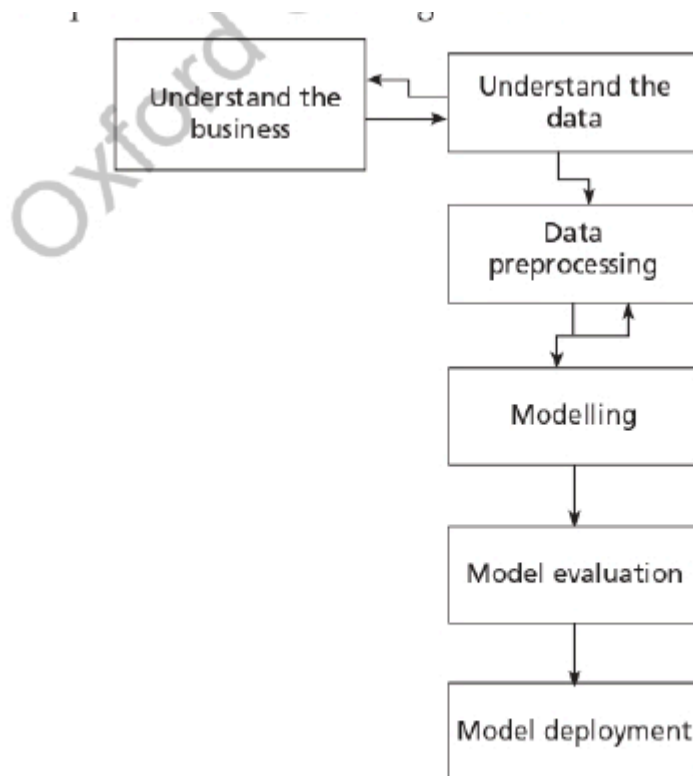 Understand the
business
Understand the
data
Data
preprocessing
Modelling
Model evaluation
Model deployment
Oxford